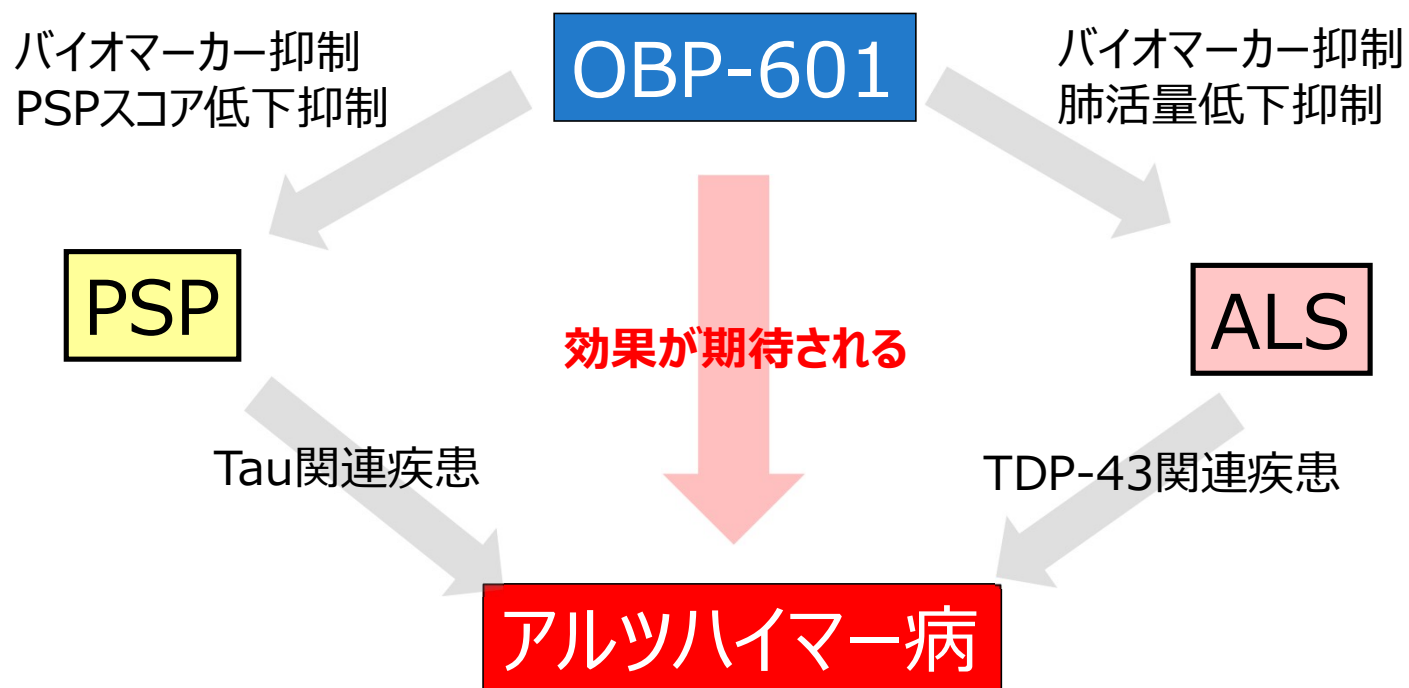 バイオマーカー抑制
PSPスコア低下抑制
OBP-601
バイオマーカー抑制
肺活量低下抑制
PSP
効果が期待される
ALS
Tau関連疾患
TDP-43関連疾患
アルツハイマー病